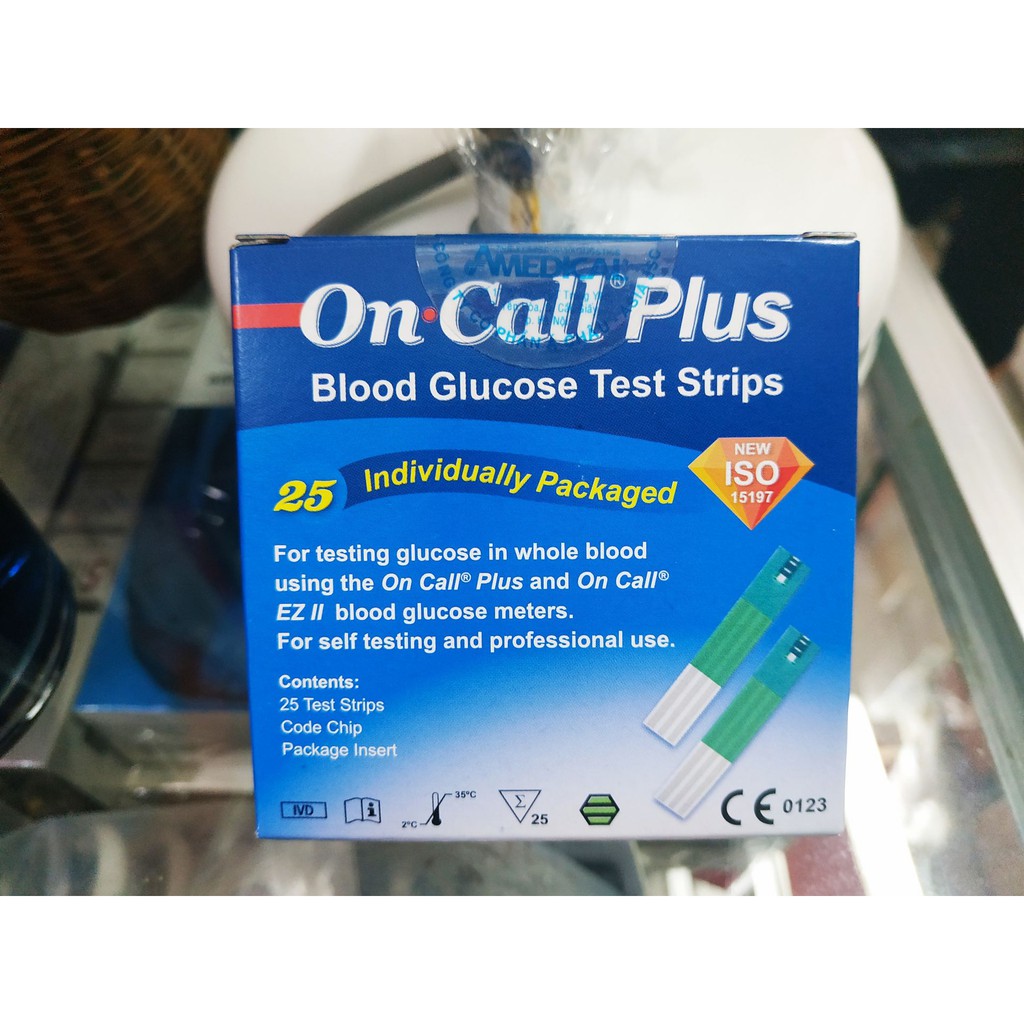 AMEDICAL
On•Call® Plus
Blood Glucose Test Strips
25 Individually Packaged
NEW
ISO
15197
For testing glucose in whole blood
using the On Call® Plus and On Call®
EZ II blood glucose meters.
For self testing and professional use.
Contents:
25 Test Strips
Code Chip
Package Insert
IVD
i
35°C
2°C
Σ
25
CE 0123